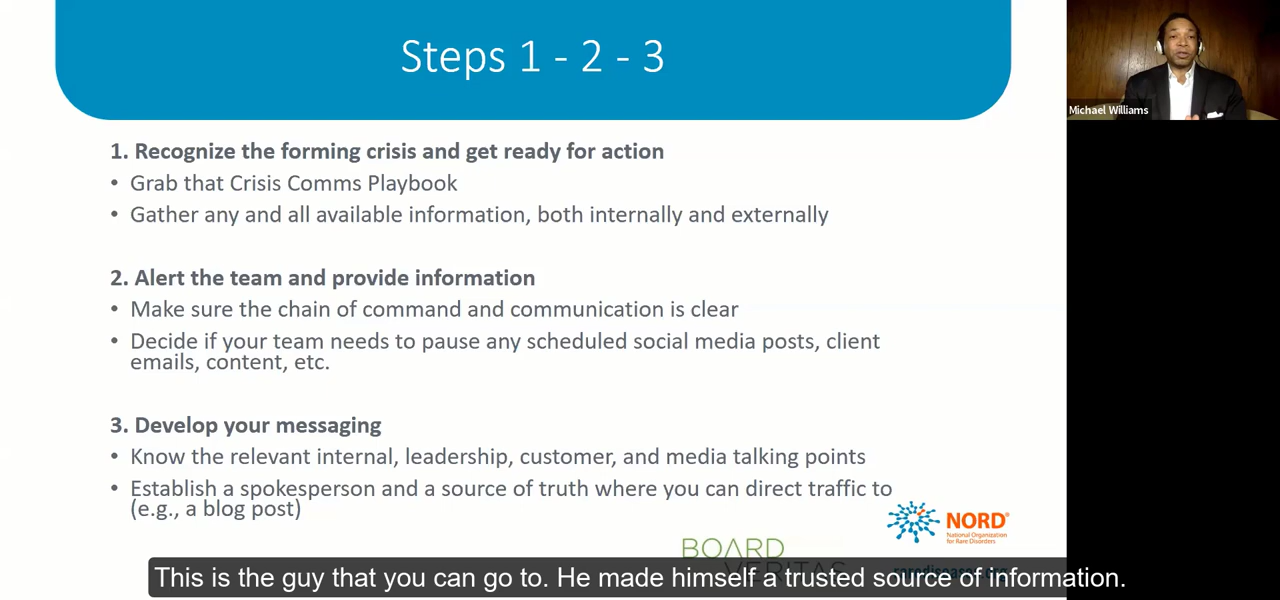 Steps 1 - 2 - 3
Michael Williams
1. Recognize the forming crisis and get ready for action
• Grab that Crisis Comms Playbook
• Gather any and all available information, both internally and externally
2. Alert the team and provide information
• Make sure the chain of command and communication is clear
• Decide if your team needs to pause any scheduled social media posts, client
emails, content, etc.
3. Develop your messaging
• Know the relevant internal, leadership, customer, and media talking points
• Establish a spokesperson and a source of truth where you can direct traffic to
(e.g., a blog post)
NORD®
National Organization
for Rare Disorders
BOARD
VERITAS
rarediseases.org
This is the guy that you can go to. He made himself a trusted source of information.